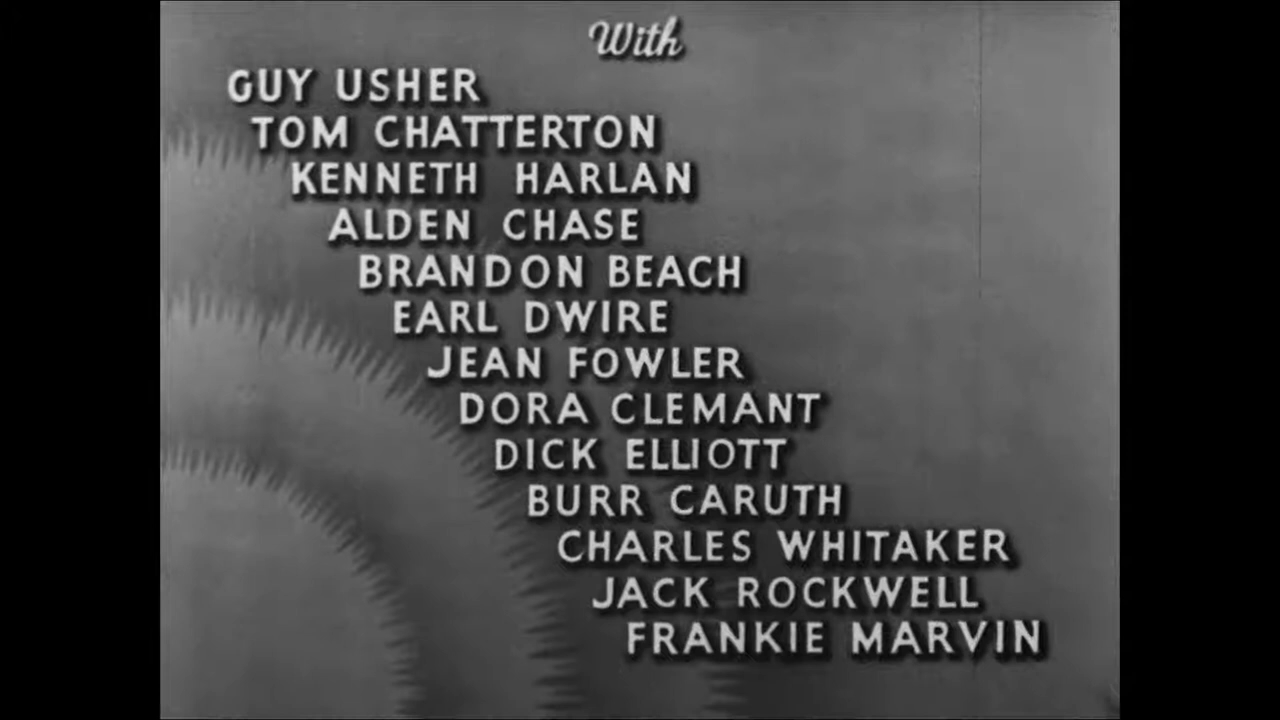 With
GUY USHER
TOM CHATTERTON
KENNETH HARLAN
ALDEN CHASE
BRANDON BEACH
EARL DWIRE
JEAN FOWLER
DORA CLEMANT
DICK ELLIOTT
BURR CARUTH
CHARLES WHITAKER
JACK ROCKWELL
FRANKIE MARVIN